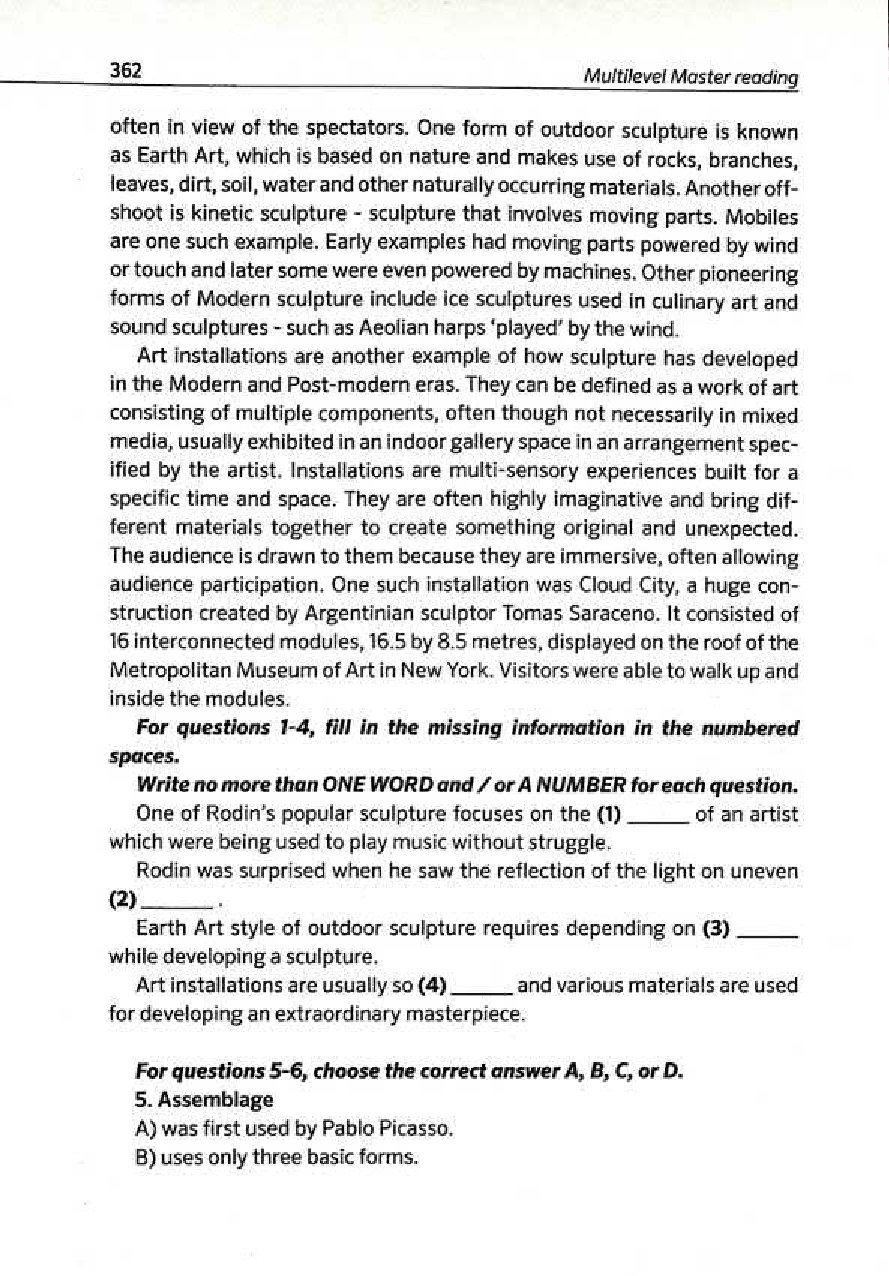 362
Multilevel Master reading
often in view of the spectators. One form of outdoor sculpture is known
as Earth Art, which is based on nature and makes use of rocks, branches,
leaves, dirt, soil, water and other naturally occurring materials. Another off-
shoot is kinetic sculpture - sculpture that involves moving parts. Mobiles
are one such example. Early examples had moving parts powered by wind
or touch and later some were even powered by machines. Other pioneering
forms of Modern sculpture include ice sculptures used in culinary art and
sound sculptures - such as Aeolian harps 'played' by the wind.
Art installations are another example of how sculpture has developed
in the Modern and Post-modern eras. They can be defined as a work of art
consisting of multiple components, often though not necessarily in mixed
media, usually exhibited in an indoor gallery space in an arrangement spec-
ified by the artist. Installations are multi-sensory experiences built for a
specific time and space. They are often highly imaginative and bring dif-
ferent materials together to create something original and unexpected.
The audience is drawn to them because they are immersive, often allowing
audience participation. One such installation was Cloud City, a huge con-
struction created by Argentinian sculptor Tomas Saraceno. It consisted of
16 interconnected modules, 16.5 by 8.5 metres, displayed on the roof of the
Metropolitan Museum of Art in New York. Visitors were able to walk up and
inside the modules.
For questions 1-4, fill in the missing information in the numbered
spaces.
Write no more than ONE WORD and / or A NUMBER for each question.
One of Rodin's popular sculpture focuses on the (1) _____ of an artist
which were being used to play music without struggle.
Rodin was surprised when he saw the reflection of the light on uneven
(2) ______ .
Earth Art style of outdoor sculpture requires depending on (3) _____
while developing a sculpture.
Art installations are usually so (4) _____ and various materials are used
for developing an extraordinary masterpiece.
For questions 5-6, choose the correct answer A, B, C, or D.
5. Assemblage
A) was first used by Pablo Picasso.
B) uses only three basic forms.